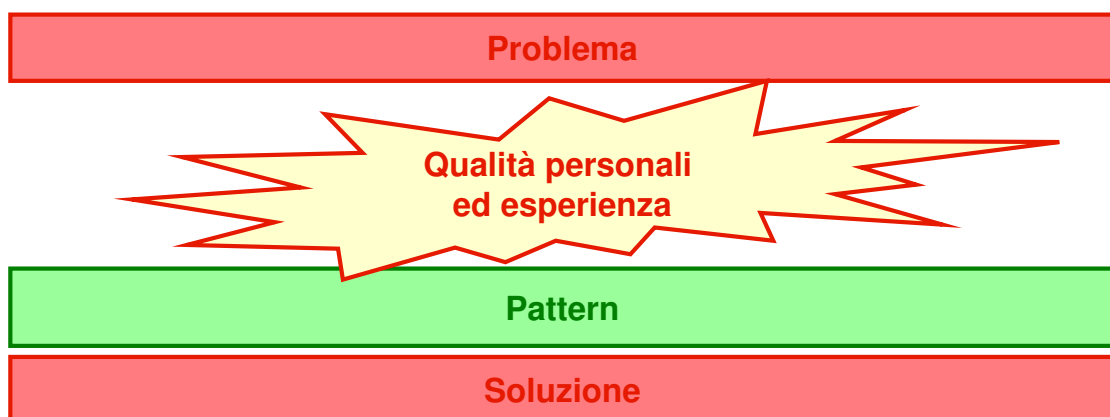 Problema
Qualità personali
ed esperienza
Pattern
Soluzione